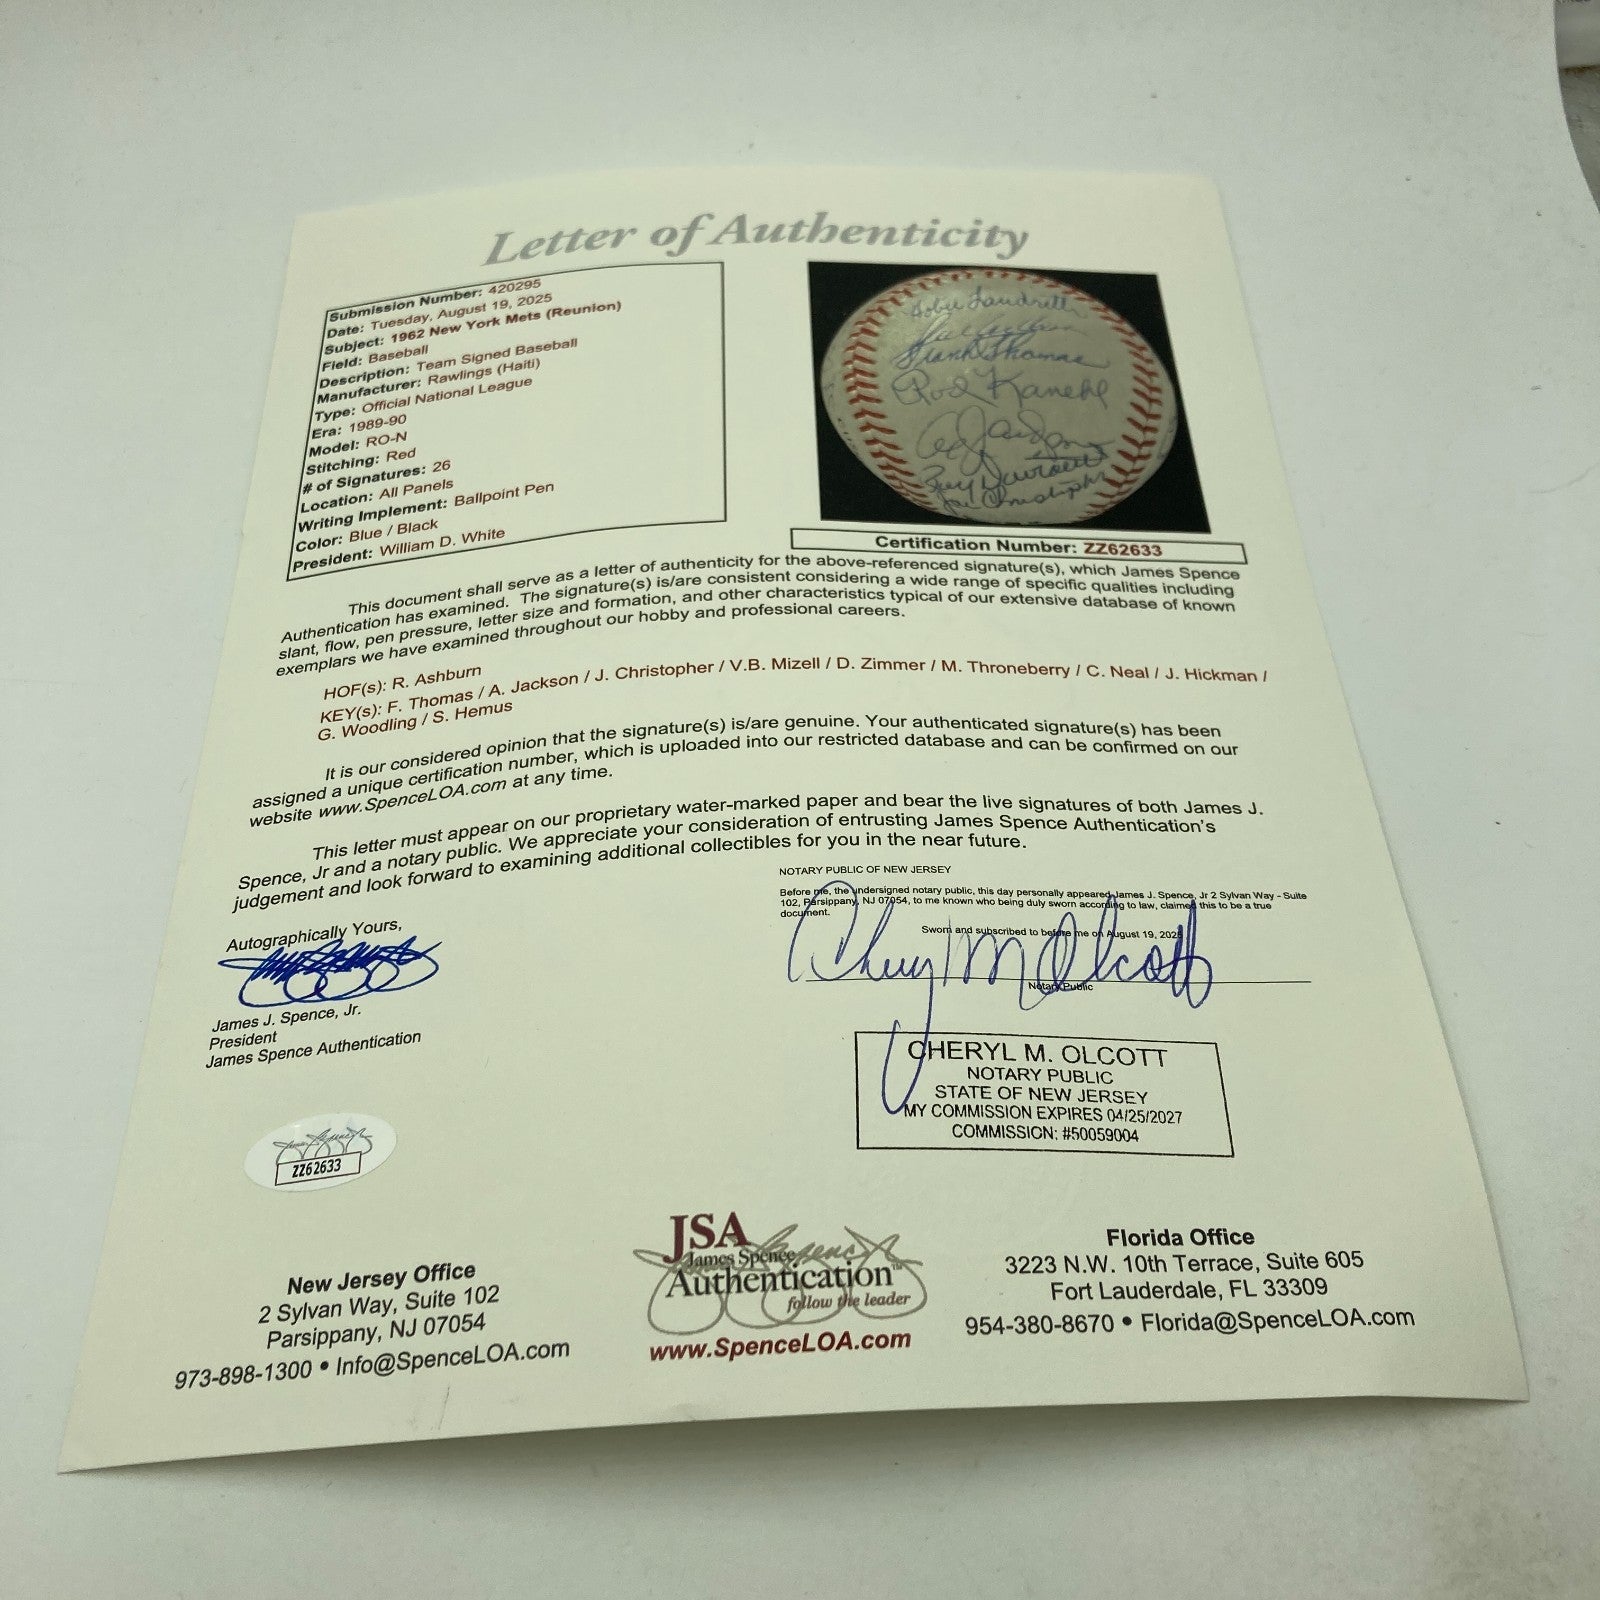 Letter of Authenticity
Submission Number: 420295
Date: Tuesday, August 19, 2025
Subject: 1962 New York Mets (Reunion)
Field: Baseball
Description: Team Signed Baseball
Manufacturer: Rawlings (Haiti)
Type: Official National League
Era: 1989-90
Model: RO-N
Stitching: Red
# of Signatures: 26
Location: All Panels
Writing Implement: Ballpoint Pen
Color: Blue / Black
President: William D. White
Hobie Landrith
Frank Thomas
Rod Kanehl
Al Jackson
Joe Christopher
Certification Number: ZZ62633
This document shall serve as a letter of authenticity for the above-referenced signature(s), which James Spence
Authentication has examined. The signature(s) is/are consistent considering a wide range of specific qualities including
slant, flow, pen pressure, letter size and formation, and other characteristics typical of our extensive database of known
exemplars we have examined throughout our hobby and professional careers.
HOF(s): R. Ashburn
KEY(s): F. Thomas / A. Jackson / J. Christopher / V.B. Mizell / D. Zimmer / M. Throneberry / C. Neal / J. Hickman /
G. Woodling / S. Hemus
It is our considered opinion that the signature(s) is/are genuine. Your authenticated signature(s) has been
assigned a unique certification number, which is uploaded into our restricted database and can be confirmed on our
website www.SpenceLOA.com at any time.
This letter must appear on our proprietary water-marked paper and bear the live signatures of both James J.
Spence, Jr and a notary public. We appreciate your consideration of entrusting James Spence Authentication's
judgement and look forward to examining additional collectibles for you in the near future.
NOTARY PUBLIC OF NEW JERSEY
Before me, the undersigned notary public, this day personally appeared James J. Spence, Jr 2 Sylvan Way - Suite
102, Parsippany, NJ 07054, to me known who being duly sworn according to law, claimed this to be a true
document.
Sworn and subscribed to before me on August 19, 2025
Cheryl M Olcott
Notary Public
Autographically Yours,
James J. Spence, Jr.
President
James Spence Authentication
CHERYL M. OLCOTT
NOTARY PUBLIC
STATE OF NEW JERSEY
MY COMMISSION EXPIRES 04/25/2027
COMMISSION: #50059004
ZZ62633
New Jersey Office
2 Sylvan Way, Suite 102
Parsippany, NJ 07054
973-898-1300 • Info@SpenceLOA.com
JSA
James Spence
Authentication™
follow the leader
www.SpenceLOA.com
Florida Office
3223 N.W. 10th Terrace, Suite 605
Fort Lauderdale, FL 33309
954-380-8670 • Florida@SpenceLOA.com